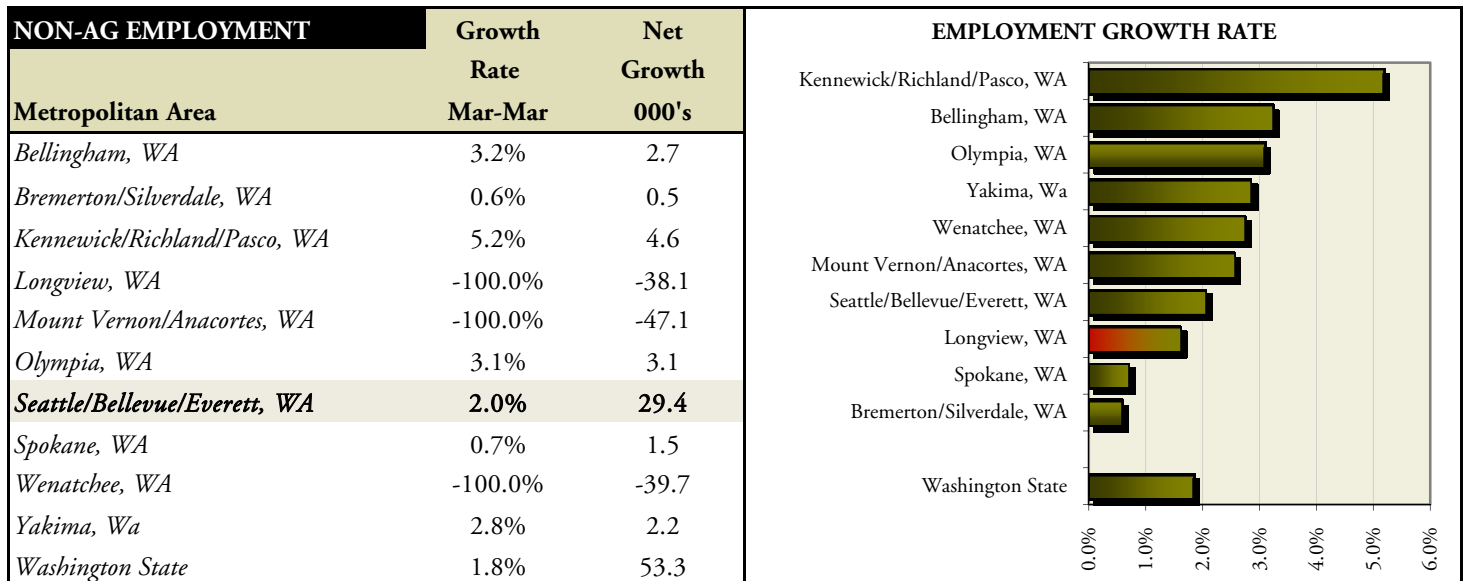 NON-AG EMPLOYMENT Growth Net
Rate Growth
Metropolitan Area Mar-Mar 000's
Bellingham, WA 3.2% 2.7
Bremerton/Silverdale, WA 0.6% 0.5
Kennewick/Richland/Pasco, WA 5.2% 4.6
Longview, WA -100.0% -38.1
Mount Vernon/Anacortes, WA -100.0% -47.1
Olympia, WA 3.1% 3.1
Seattle/Bellevue/Everett, WA 2.0% 29.4
Spokane, WA 0.7% 1.5
Wenatchee, WA -100.0% -39.7
Yakima, Wa 2.8% 2.2
Washington State 1.8% 53.3
EMPLOYMENT GROWTH RATE
Kennewick/Richland/Pasco, WA
Bellingham, WA
Olympia, WA
Yakima, Wa
Wenatchee, WA
Mount Vernon/Anacortes, WA
Seattle/Bellevue/Everett, WA
Longview, WA
Spokane, WA
Bremerton/Silverdale, WA
Washington State
0.0% 1.0% 2.0% 3.0% 4.0% 5.0% 6.0%